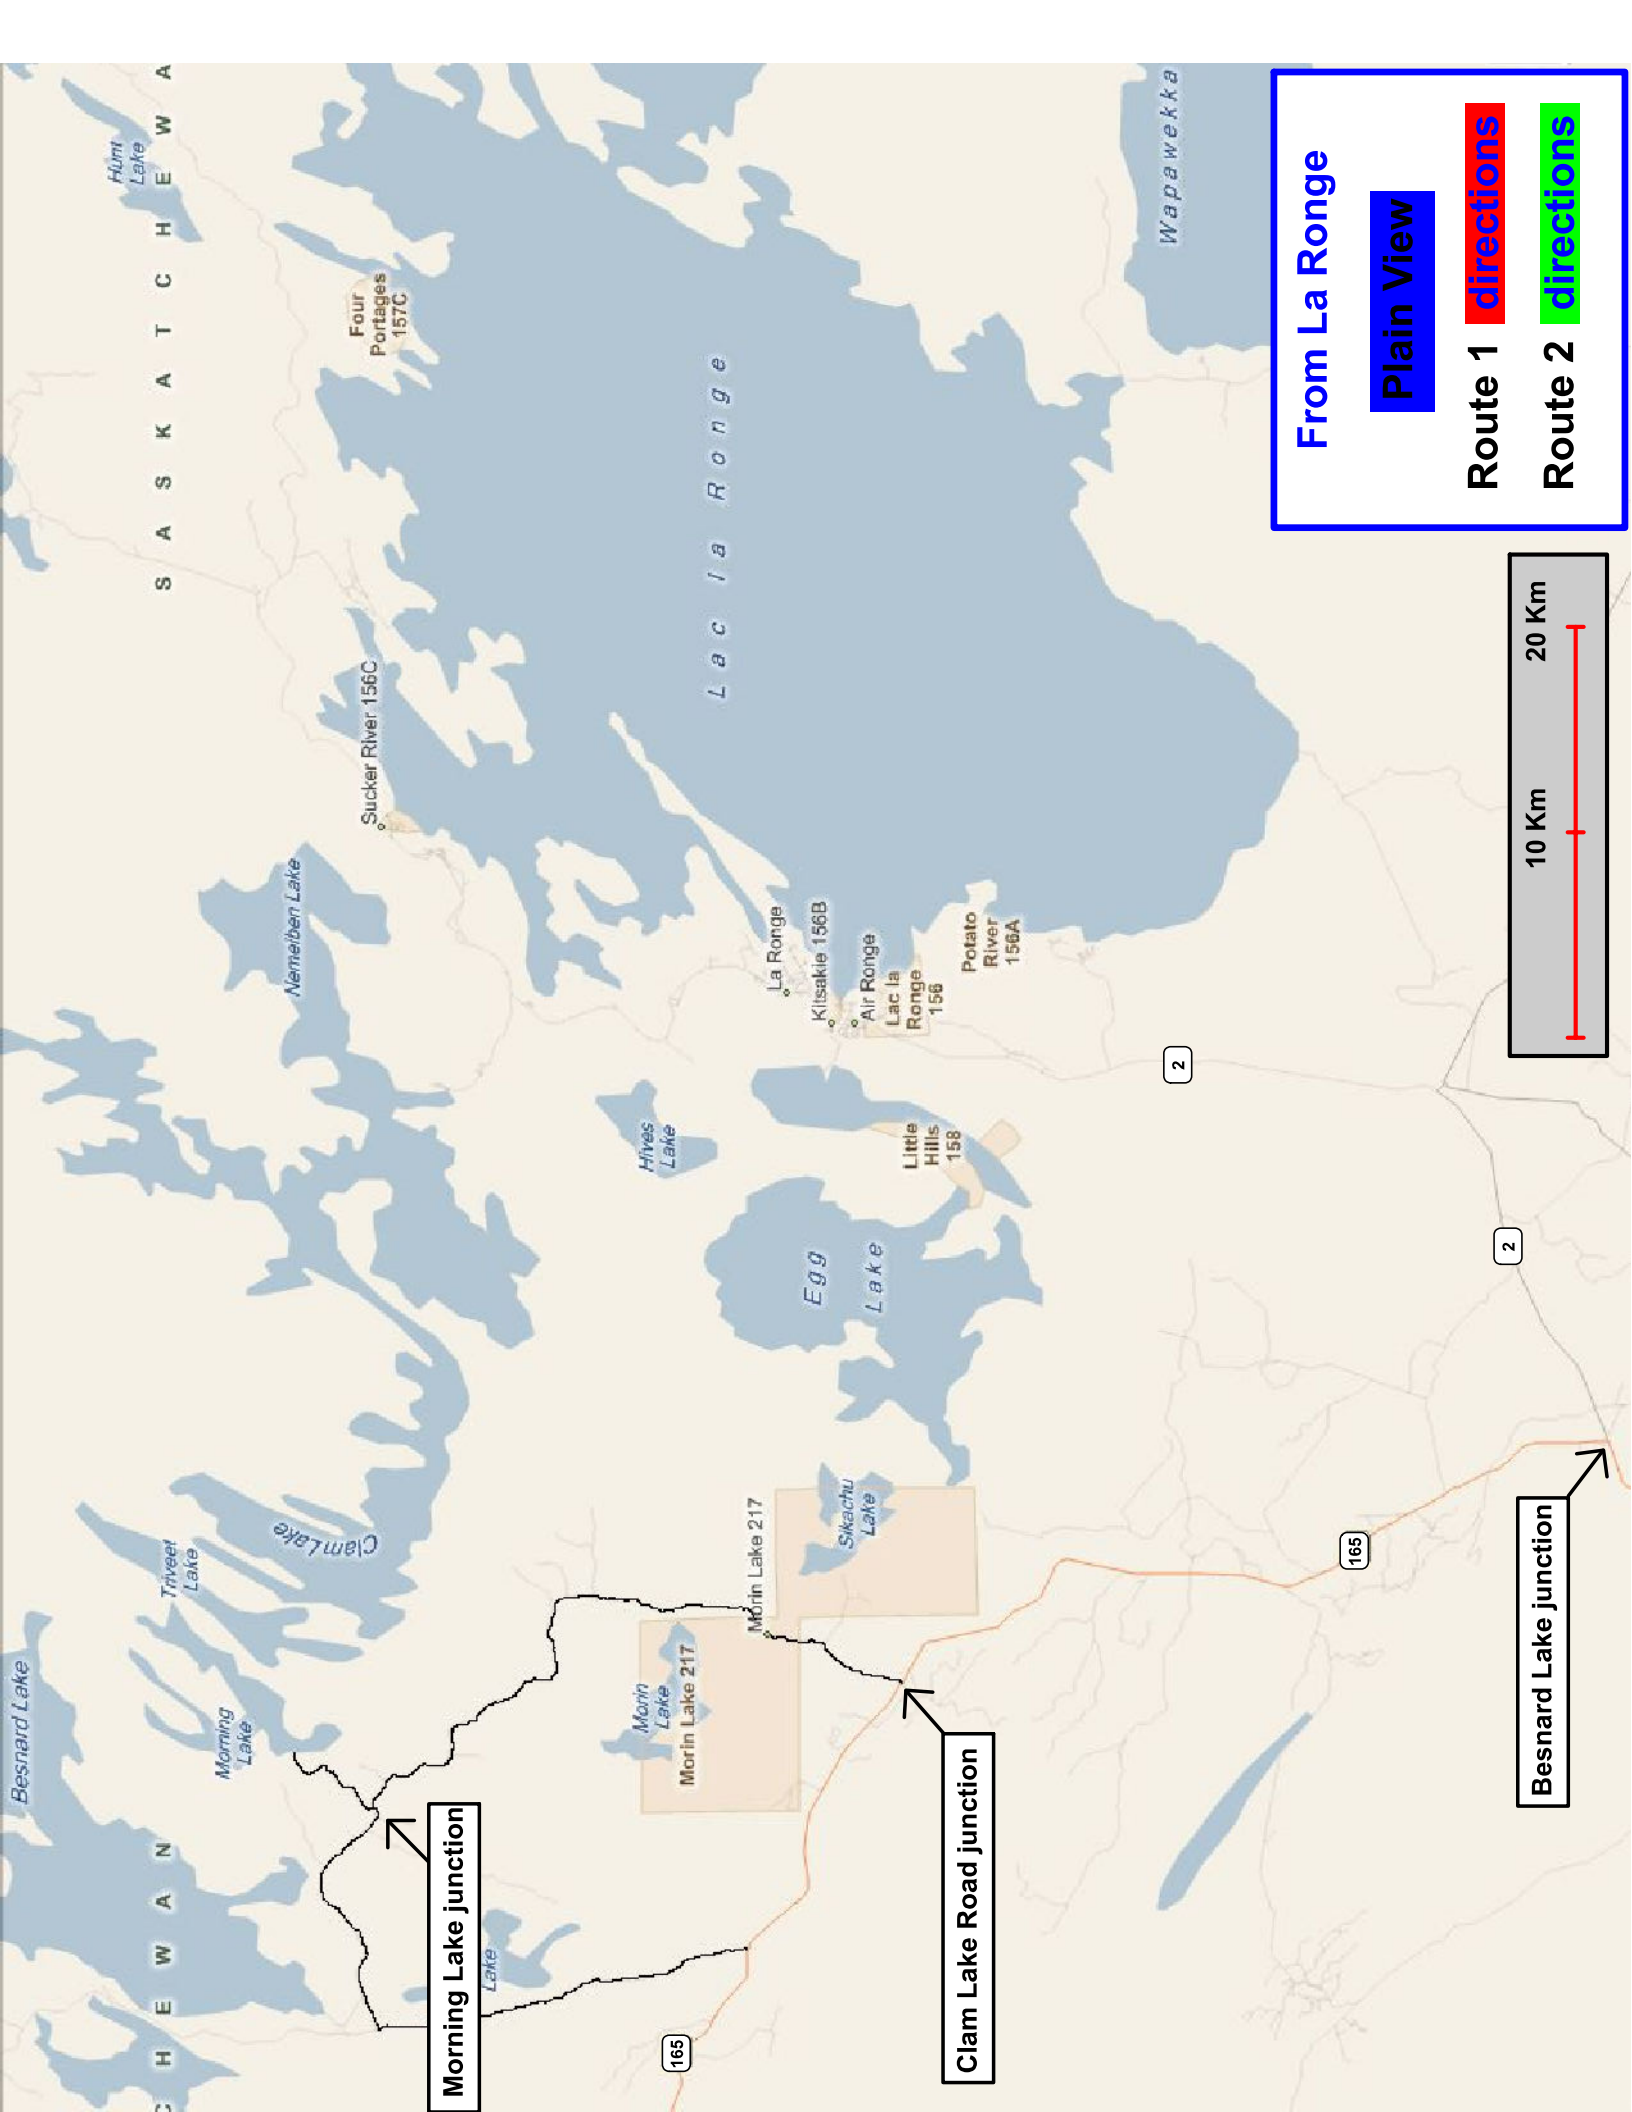 Besnard Lake
Hunt
Lake
C H E W A N
S A S K A T C H E W A
Triveet
Lake
Morning
Lake
Clam Lake
Nemeiben Lake
Four
Portages
157C
Sucker River 156C
Morning Lake junction
Lake
Hives
Lake
Morin
Lake
Morin Lake 217
165
Lac la Ronge
Morin Lake 217
La Ronge
Kitsakie 156B
Egg
Lake
Sikachu
Lake
Air Ronge
Lac la
Ronge
156
Little
Hills
158
Potato
River
156A
Clam Lake Road junction
Wapawekka
2
165
2
Besnard Lake junction
10 Km 20 Km
From La Ronge
Plain View
Route 1 directions
Route 2 directions